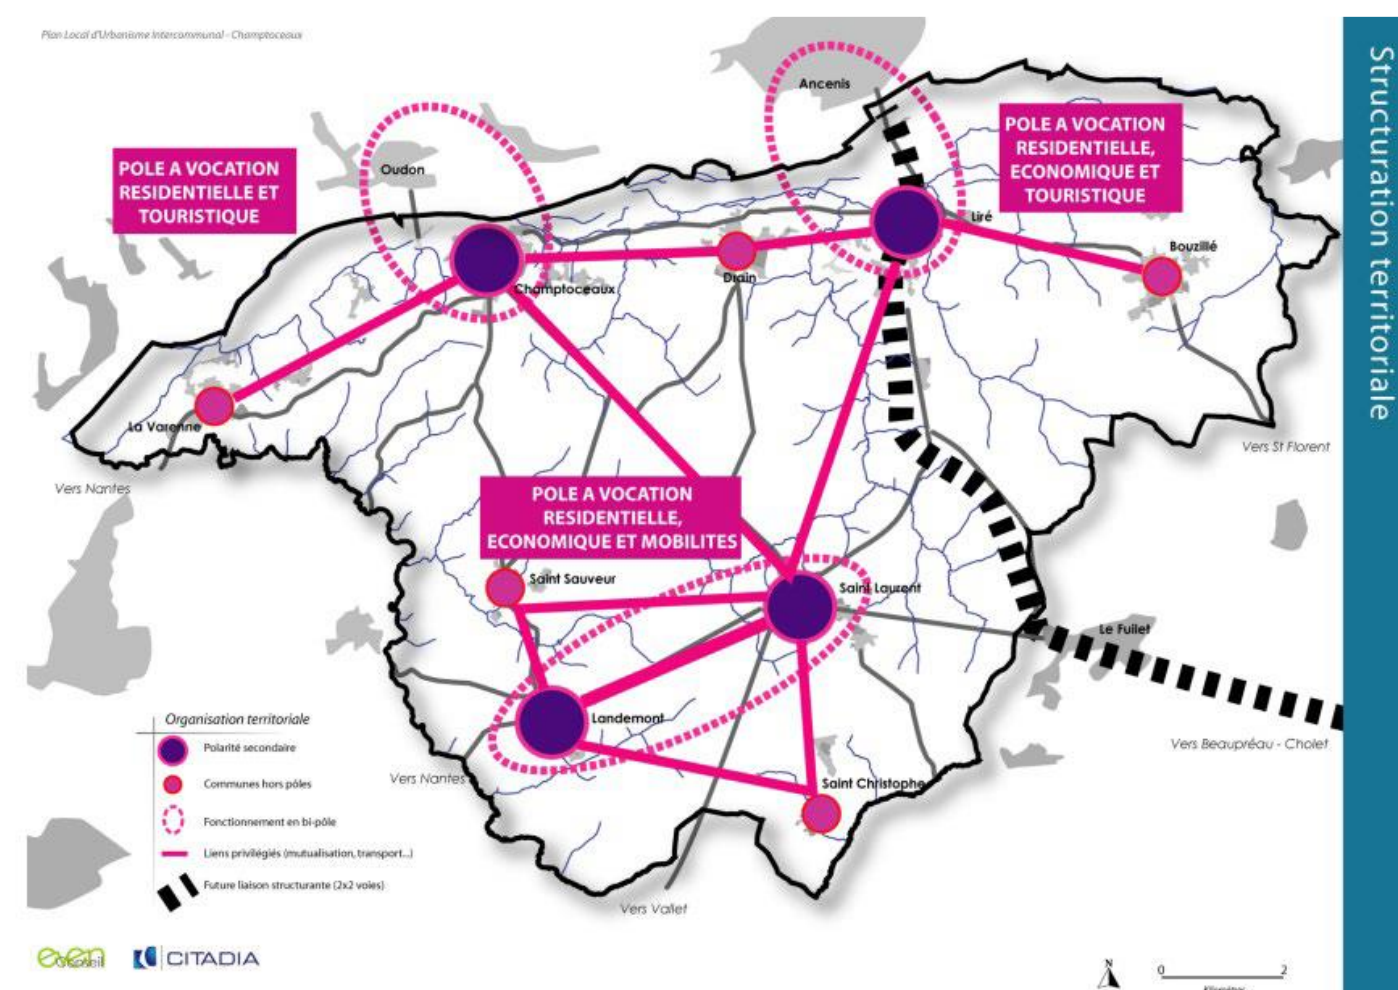 Plan Local d'Urbanisme Intercommunal - Champtoceaux
Structuration territoriale
Ancenis
POLE A VOCATION
RESIDENTIELLE,
ECONOMIQUE ET
TOURISTIQUE
POLE A VOCATION
RESIDENTIELLE ET
TOURISTIQUE
Oudon
Liré
Bouzillé
Drain
Champtoceaux
La Varenne
Vers Nantes
Vers St Florent
POLE A VOCATION
RESIDENTIELLE,
ECONOMIQUE ET MOBILITES
Saint Sauveur
Saint Laurent
Le Fuilet
Landemont
Vers Beaupréau - Cholet
Vers Nantes
Saint Christophe
Vers Vallet
Organisation territoriale
Polarité secondaire
Communes hors pôles
Fonctionnement en bi-pôle
Liens privilégiés (mutualisation, transport...)
Future liaison structurante (2x2 voies)
even
Conseil
CITADIA
N
0 2
Kilomètres